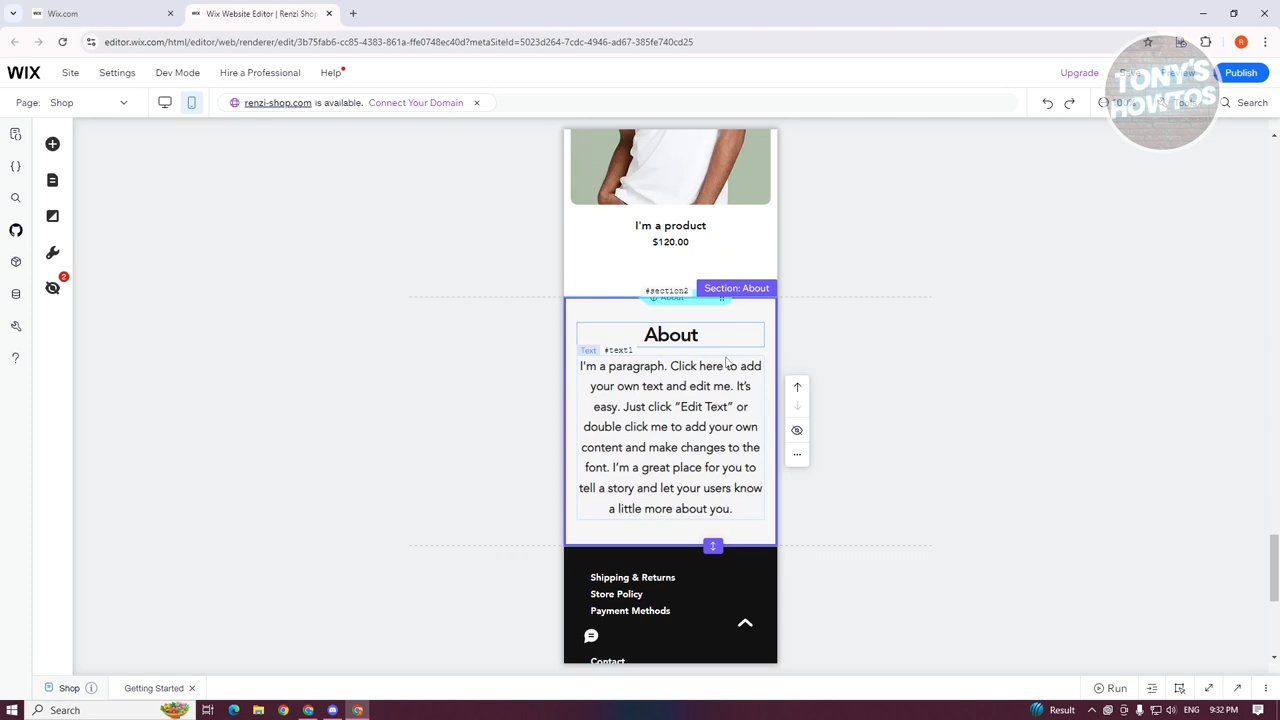 Wix.com
Wix Website Editor | Renzi Shop
editor.wix.com/html/editor/web/renderer/edit/3b75fab6-cc85-4383-861a-ffe0748ec40d?metaSiteId=5023d264-7cdc-4946-ad67-385fe740cd25
R
WIX
Site
Settings
Dev Mode
Hire a Professional
Help
Upgrade
Save
Preview
Publish
TONY'S
HOWTOS
Page: Shop
renzi-shop.com is available. Connect Your Domain
100%
Tools
Search
2
I'm a product
$120.00
#section2
Section: About
About
About
Text #text1
I'm a paragraph. Click here to add
your own text and edit me. It's
easy. Just click “Edit Text” or
double click me to add your own
content and make changes to the
font. I'm a great place for you to
tell a story and let your users know
a little more about you.
Shipping & Returns
Store Policy
Payment Methods
Contact
Shop
Getting Started
Run
Search
Result
ENG
9:32 PM